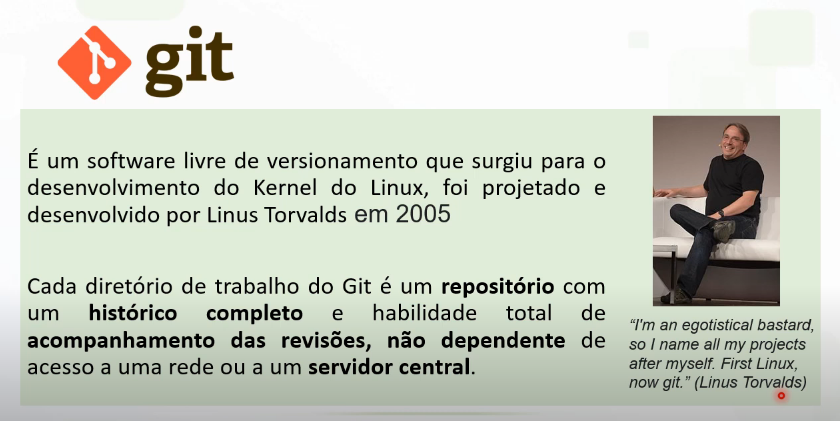 git
É um software livre de versionamento que surgiu para o
desenvolvimento do Kernel do Linux, foi projetado e
desenvolvido por Linus Torvalds em 2005
Cada diretório de trabalho do Git é um repositório com
um histórico completo e habilidade total de
acompanhamento das revisões, não dependente de
acesso a uma rede ou a um servidor central.
“I'm an egotistical bastard,
so I name all my projects
after myself. First Linux,
now git.” (Linus Torvalds)